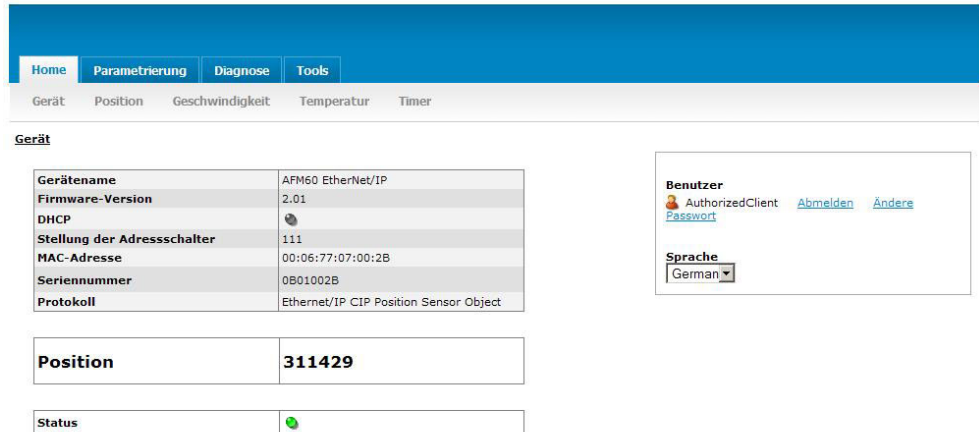 Home Parametrierung Diagnose Tools
Gerät Position Geschwindigkeit Temperatur Timer
Gerät
Gerätename AFM60 EtherNet/IP
Firmware-Version 2.01
DHCP
Stellung der Adressschalter 111
MAC-Adresse 00:06:77:07:00:2B
Seriennummer 0B01002B
Protokoll Ethernet/IP CIP Position Sensor Object
Position 311429
Status
Benutzer
AuthorizedClient Abmelden Ändere
Passwort
Sprache
German